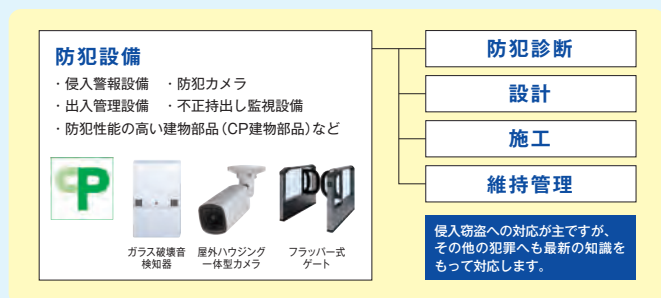 防犯設備
・侵入警報設備　・防犯カメラ
・出入管理設備　・不正持出し監視設備
・防犯性能の高い建物部品（CP建物部品）など
CP
ガラス破壊音
検知器
屋外ハウジング
一体型カメラ
フラッパー式
ゲート
防犯診断
設計
施工
維持管理
侵入窃盗への対応が主ですが、
その他の犯罪へも最新の知識を
もって対応します。